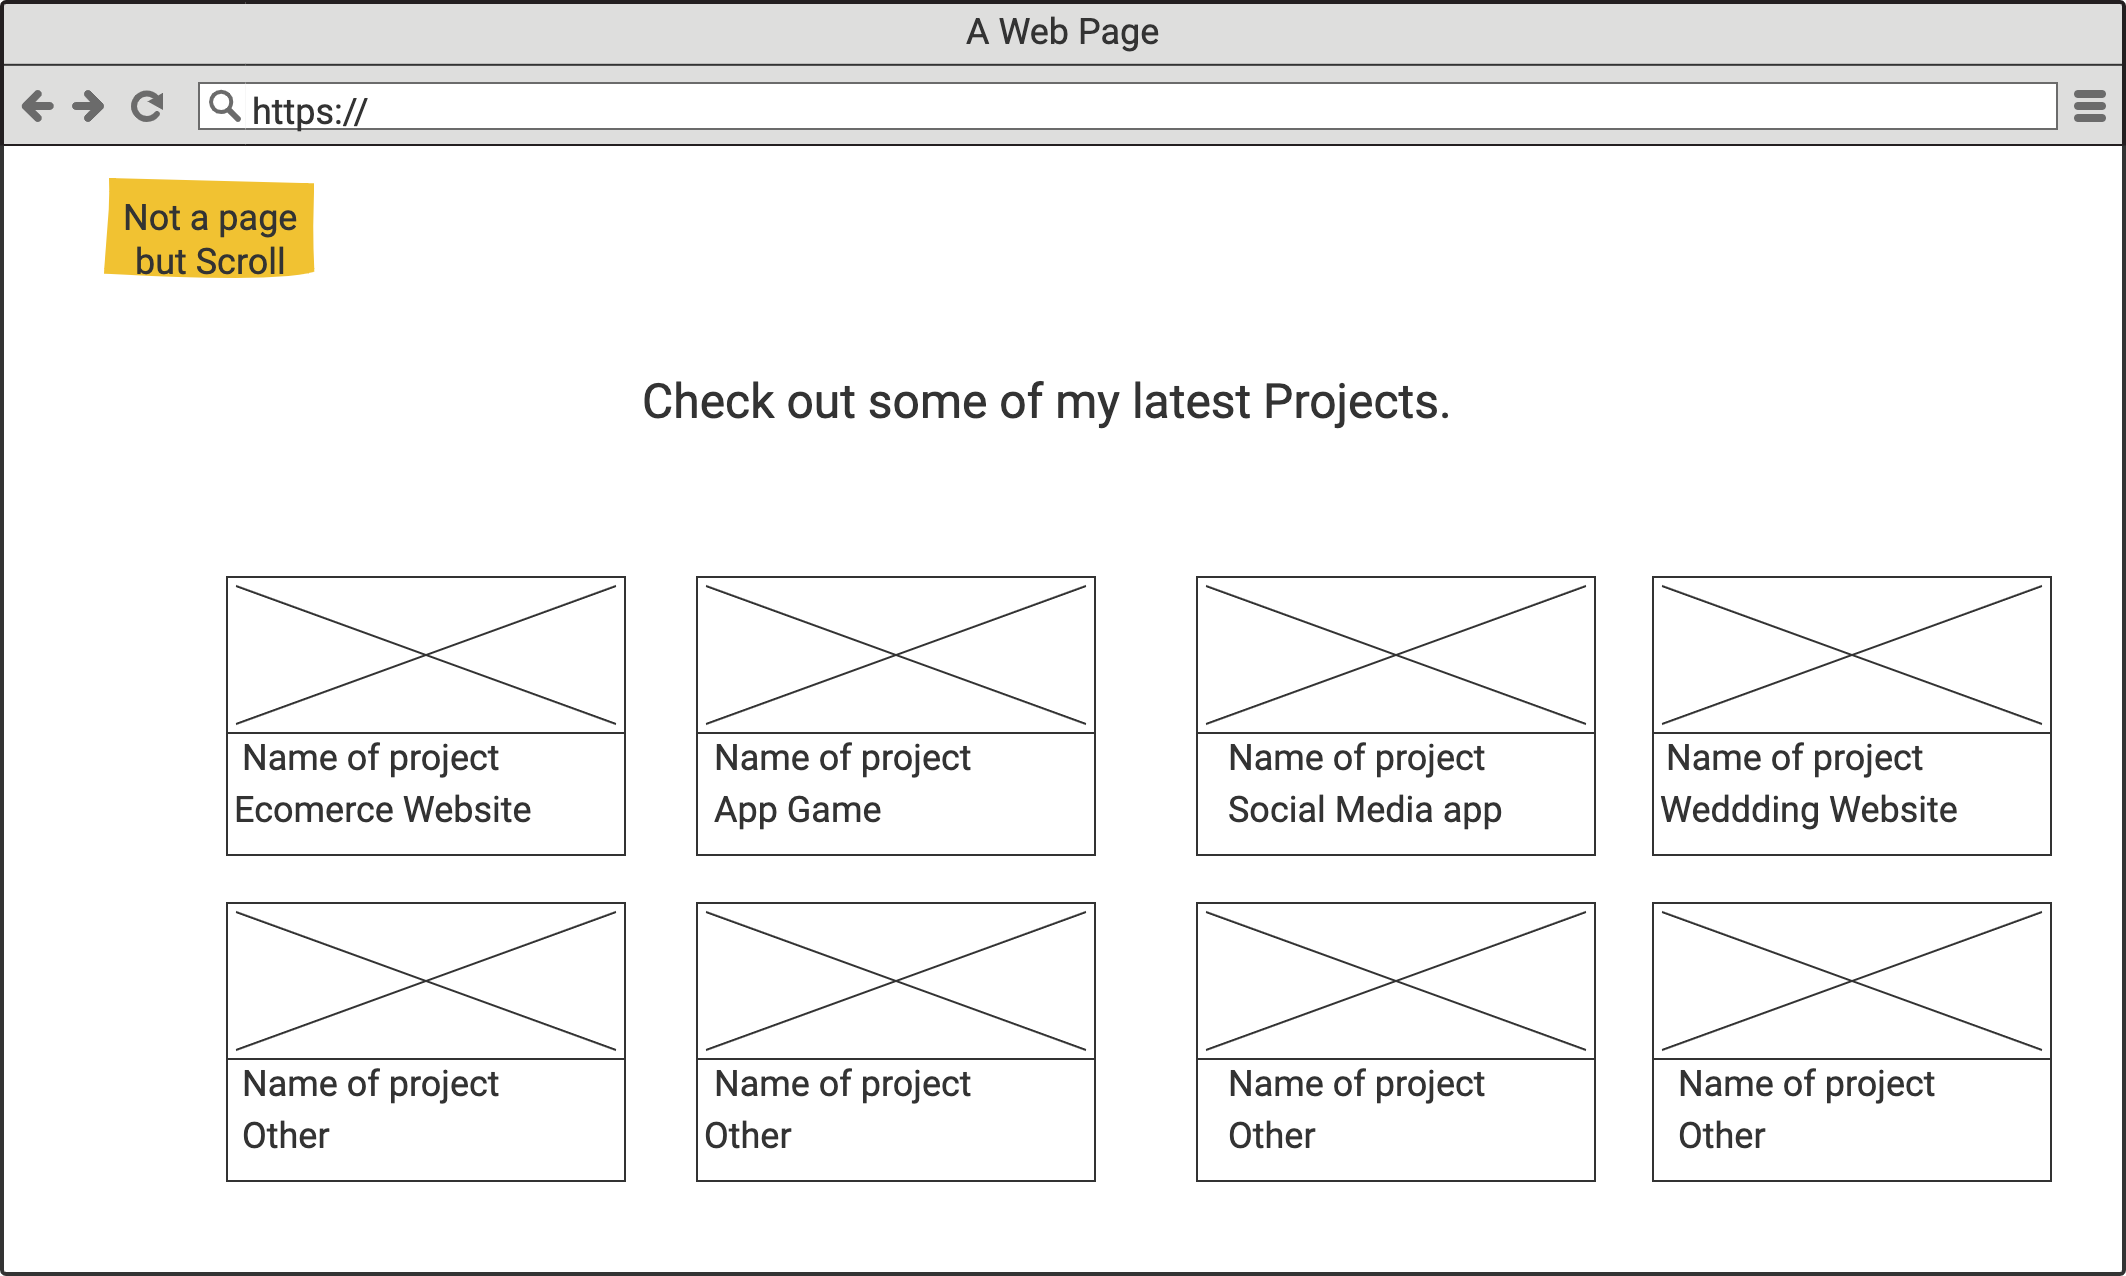 A Web Page
https://
Not a page
but Scroll
Check out some of my latest Projects.
Name of project
Ecomerce Website
Name of project
App Game
Name of project
Social Media app
Name of project
Weddding Website
Name of project
Other
Name of project
Other
Name of project
Other
Name of project
Other